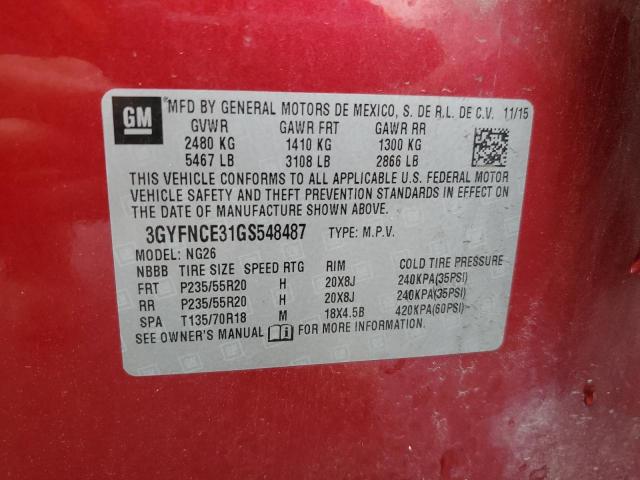 GM
MFD BY GENERAL MOTORS DE MEXICO, S. DE R.L. DE C.V. 11/15
GVWR GAWR FRT GAWR RR
2480 KG 1410 KG 1300 KG
5467 LB 3108 LB 2866 LB
THIS VEHICLE CONFORMS TO ALL APPLICABLE U.S. FEDERAL MOTOR
VEHICLE SAFETY AND THEFT PREVENTION STANDARDS IN EFFECT ON
THE DATE OF MANUFACTURE SHOWN ABOVE.
3GYFNCE31GS548487 TYPE: M.P.V.
MODEL: NG26
NBBB TIRE SIZE SPEED RTG RIM COLD TIRE PRESSURE
FRT P235/55R20 H 20X8J 240KPA(35PSI)
RR P235/55R20 H 20X8J 240KPA(35PSI)
SPA T135/70R18 M 18X4.5B 420KPA(60PSI)
SEE OWNER'S MANUAL FOR MORE INFORMATION.